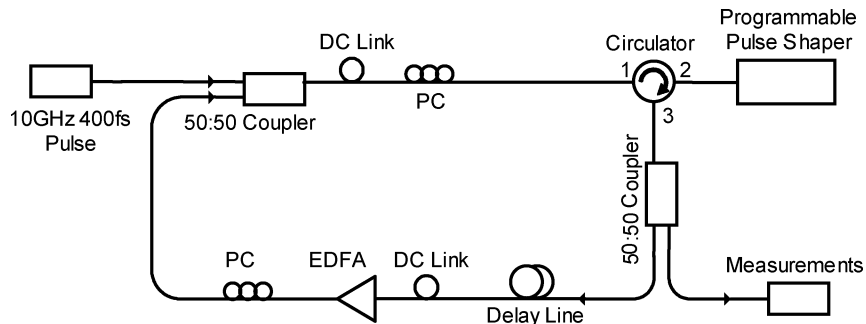 Programmable
Pulse Shaper
DC Link
Circulator
1
2
3
PC
10GHz 400fs
Pulse
50:50 Coupler
50:50 Coupler
PC
EDFA
DC Link
Delay Line
Measurements